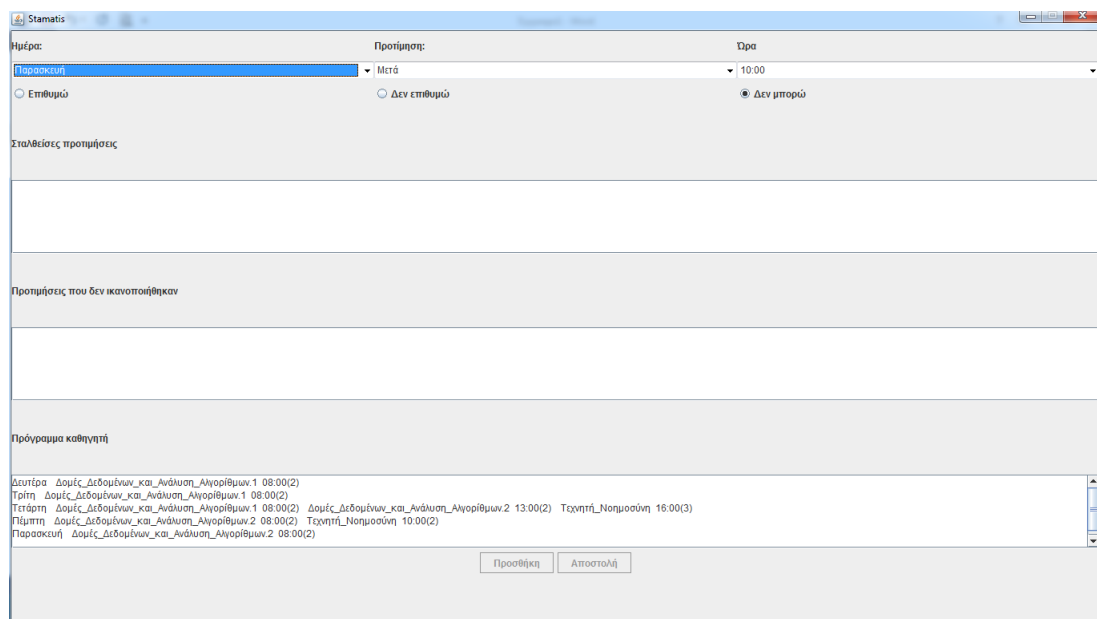 Stamatis
Ημέρα: Προτίμηση: Ώρα
Παρασκευή Μετά 10:00
Επιθυμώ Δεν επιθυμώ Δεν μπορώ
Σταλθείσες προτιμήσεις
Προτιμήσεις που δεν ικανοποιήθηκαν
Πρόγραμμα καθηγητή
Δευτέρα Δομές_Δεδομένων_και_Ανάλυση_Αλγορίθμων.1 08:00(2)
Τρίτη Δομές_Δεδομένων_και_Ανάλυση_Αλγορίθμων.1 08:00(2)
Τετάρτη Δομές_Δεδομένων_και_Ανάλυση_Αλγορίθμων.1 08:00(2) Δομές_Δεδομένων_και_Ανάλυση_Αλγορίθμων.2 13:00(2) Τεχνητή_Νοημοσύνη 16:00(3)
Πέμπτη Δομές_Δεδομένων_και_Ανάλυση_Αλγορίθμων.2 08:00(2) Τεχνητή_Νοημοσύνη 10:00(2)
Παρασκευή Δομές_Δεδομένων_και_Ανάλυση_Αλγορίθμων.2 08:00(2)
Προσθήκη Αποστολή